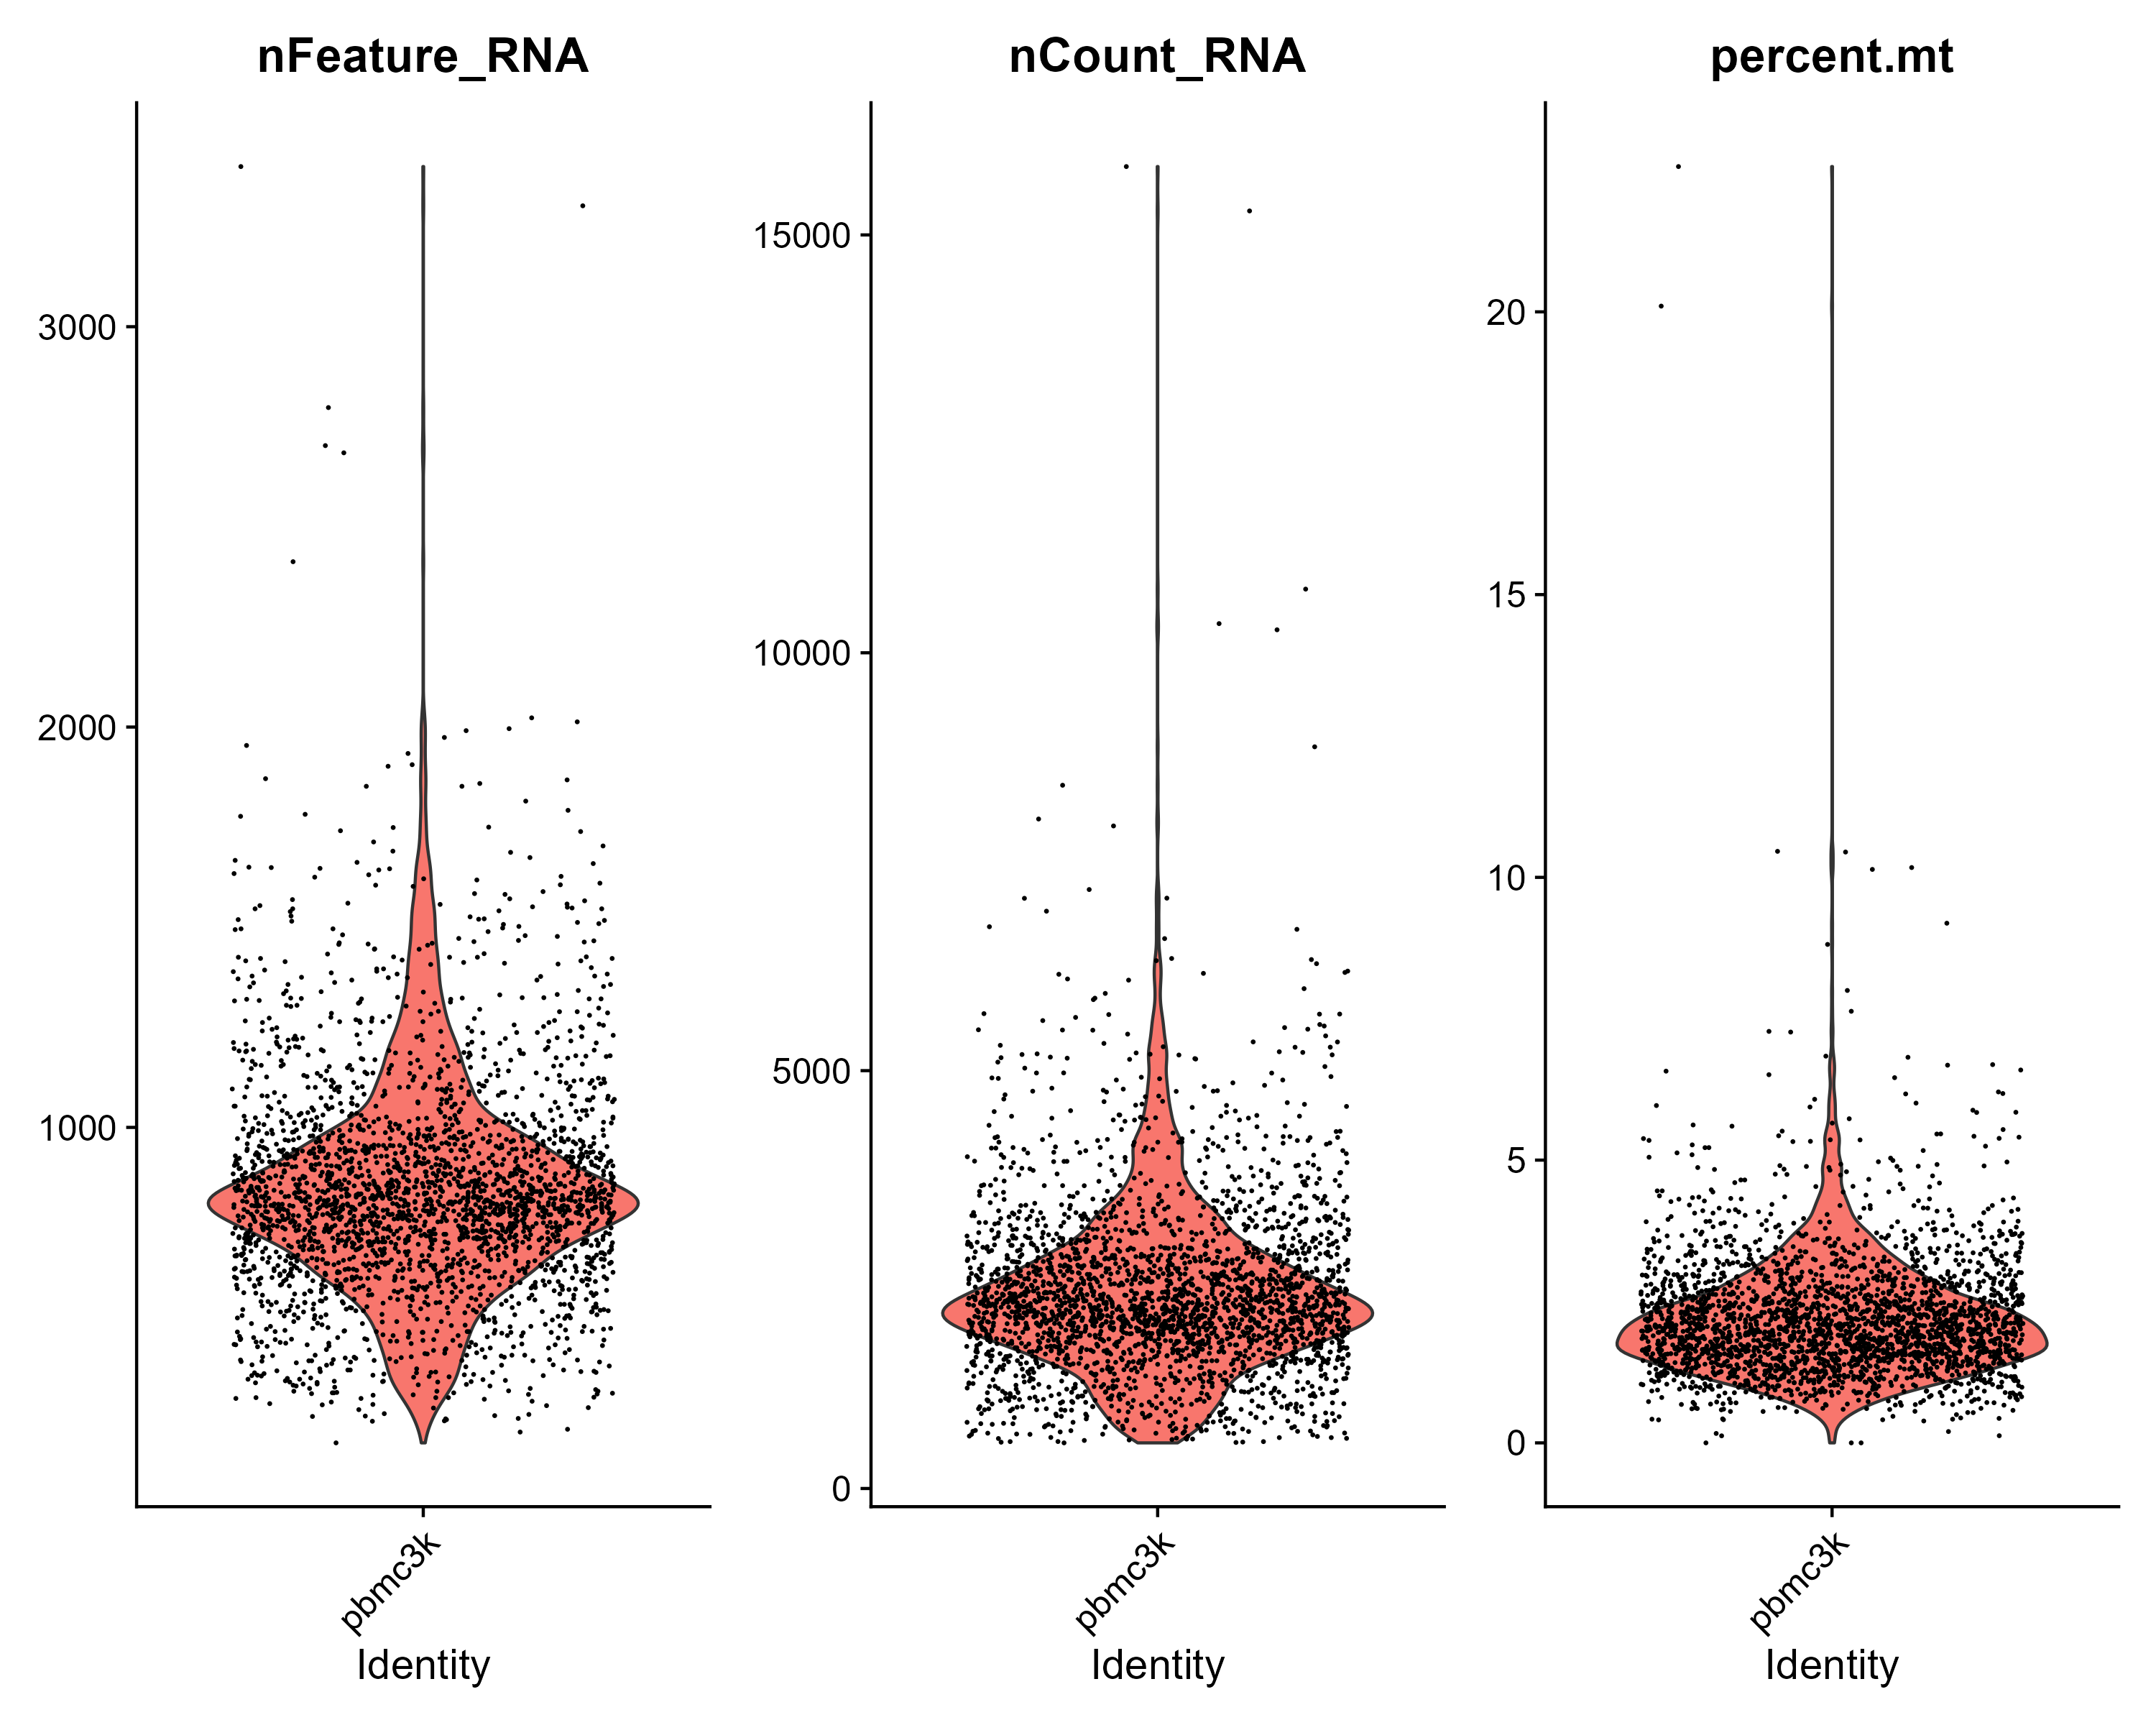 nFeature_RNA
3000
2000
1000
pbmc3k
Identity
nCount_RNA
15000
10000
5000
0
pbmc3k
Identity
percent.mt
20
15
10
5
0
pbmc3k
Identity